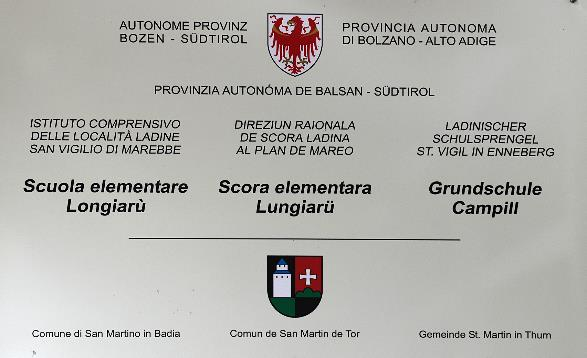 AUTONOME PROVINZ
BOZEN - SÜDTIROL
PROVINCIA AUTONOMA
DI BOLZANO - ALTO ADIGE
PROVINZIA AUTONÓMA DE BALSAN - SÜDTIROL
ISTITUTO COMPRENSIVO
DELLE LOCALITÀ LADINE
SAN VIGILIO DI MAREBBE
DIREZIUN RAIONALA
DE SCORA LADINA
AL PLAN DE MAREO
LADINISCHER
SCHULSPRENGEL
ST. VIGIL IN ENNEBERG
Scuola elementare
Longiarù
Scora elementara
Lungiarü
Grundschule
Campill
Comune di San Martino in Badia
Comun de San Martin de Tor
Gemeinde St. Martin in Thurn